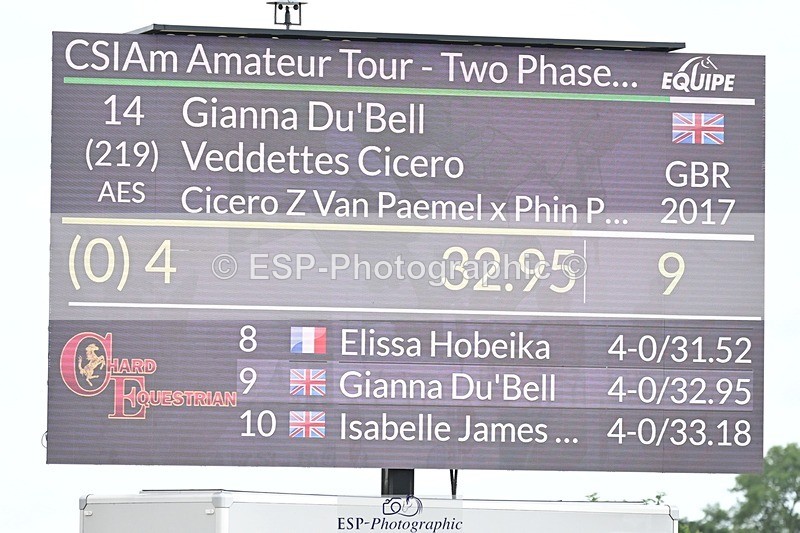 CSIAm Amateur Tour - Two Phase...
EQUIPE
14 Gianna Du'Bell
(219) Veddettes Cicero GBR
AES Cicero Z Van Paemel x Phin P... 2017
(0) 4 32.95 9
© ESP-Photographic ©
CHARD EQUESTRIAN
8 Elissa Hobeika 4-0/31.52
9 Gianna Du'Bell 4-0/32.95
10 Isabelle James ... 4-0/33.18
ESP-Photographic